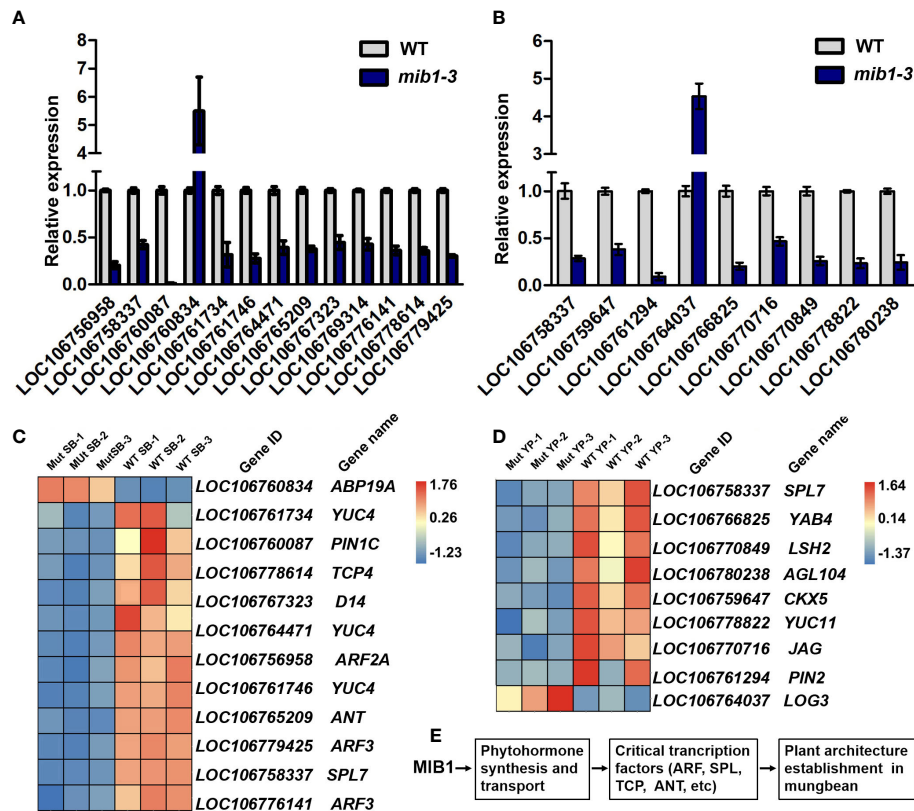 A
Relative expression
8
7
6
5
4
3
2
1.0
0.5
0.0
WT
mib1-3
LOC106756958
LOC106758337
LOC106760087
LOC106760834
LOC106761734
LOC106761746
LOC106764471
LOC106765209
LOC106767323
LOC106769314
LOC106776141
LOC106778614
LOC106779425
B
Relative expression
6
5
4
3
1.0
0.5
0.0
WT
mib1-3
LOC106758337
LOC106759647
LOC106761294
LOC106764037
LOC106766825
LOC106770716
LOC106770849
LOC106778822
LOC106780238
C
Mut SB-1
Mut SB-2
MutSB-3
WT SB-1
WT SB-2
WT SB-3
Gene ID
Gene name
LOC106760834 ABP19A
LOC106761734 YUC4
LOC106760087 PIN1C
LOC106778614 TCP4
LOC106767323 D14
LOC106764471 YUC4
LOC106756958 ARF2A
LOC106761746 YUC4
LOC106765209 ANT
LOC106779425 ARF3
LOC106758337 SPL7
LOC106776141 ARF3
1.76
0.26
-1.23
D
Mut YP-1
Mut YP-2
Mut YP-3
WT YP-1
WT YP-2
WT YP-3
Gene ID
Gene name
LOC106758337 SPL7
LOC106766825 YAB4
LOC106770849 LSH2
LOC106780238 AGL104
LOC106759647 CKX5
LOC106778822 YUC11
LOC106770716 JAG
LOC106761294 PIN2
LOC106764037 LOG3
1.64
0.14
-1.37
E
MIB1
Phytohormone
synthesis and
transport
Critical trancription
factors (ARF, SPL,
TCP, ANT, etc)
Plant architecture
establishment in
mungbean